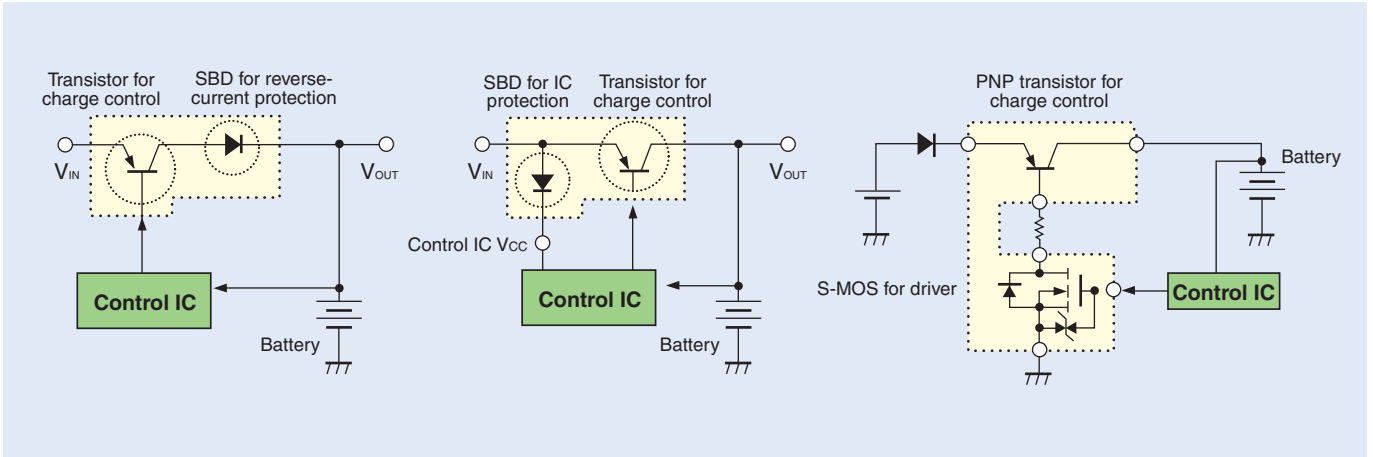 Transistor for
charge control
SBD for reverse-
current protection
VIN
VOUT
Control IC
Battery
SBD for IC
protection
Transistor for
charge control
VIN
VOUT
Control IC VCC
Control IC
Battery
PNP transistor for
charge control
Battery
S-MOS for driver
Control IC